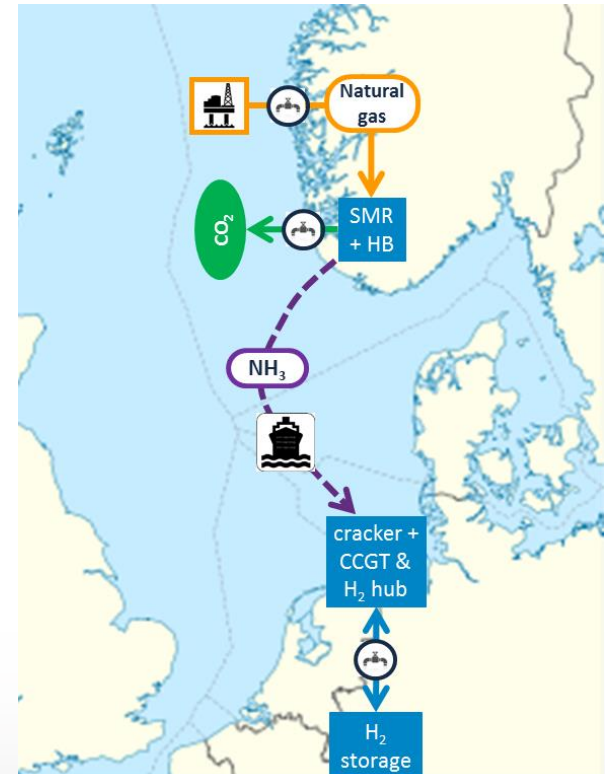 Natural
gas
CO₂
SMR
+ HB
NH₃
cracker +
CCGT &
H₂ hub
H₂
storage